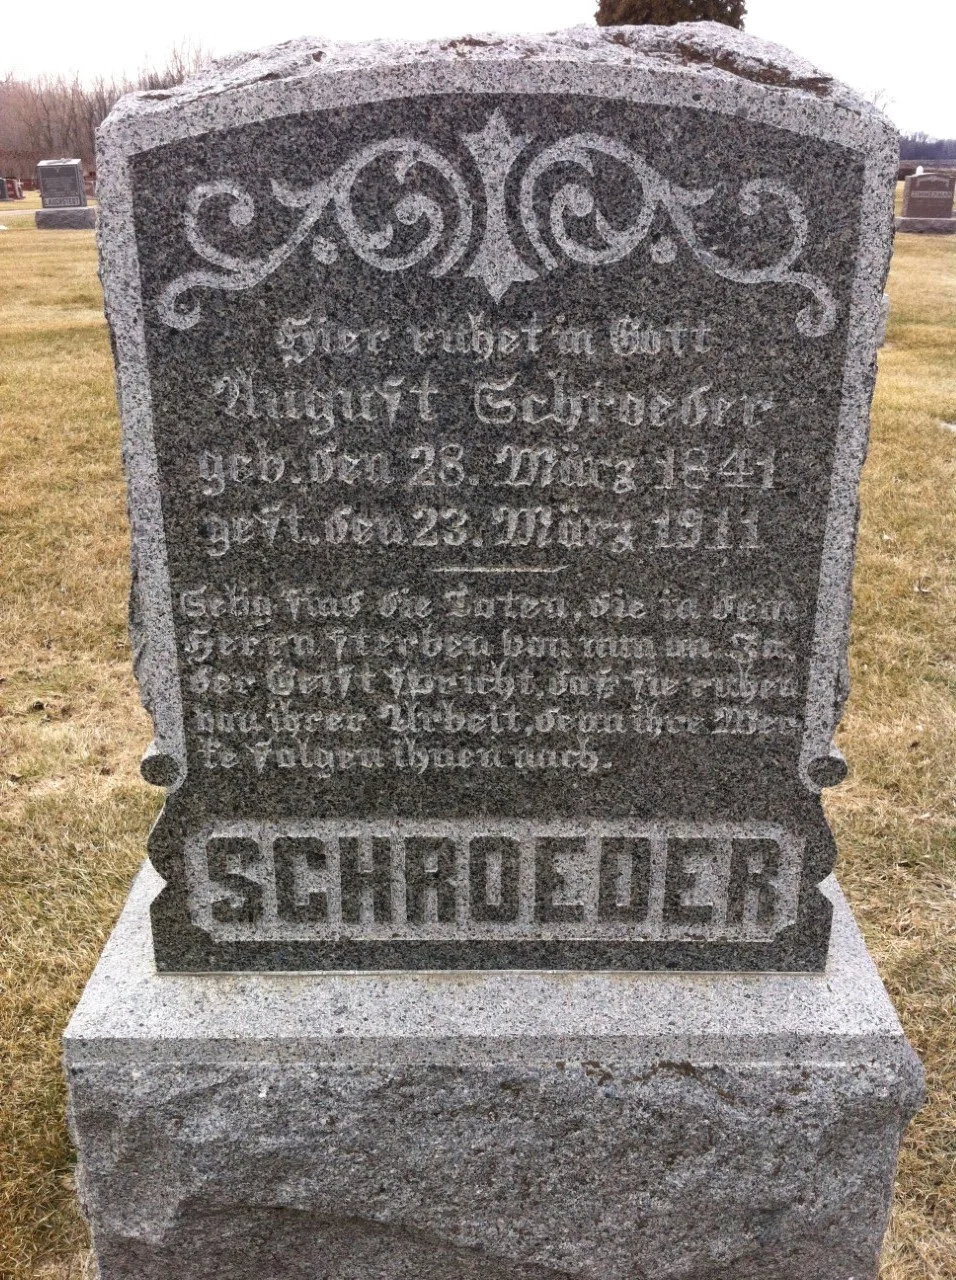 Hier ruhet in Gott
August Schroeder
geb. den 28. März 1841
gest. den 23. März 1911
Selig sind die Toten, die in dem
Herrn sterben von nun an. Ja,
der Geist spricht, daß sie ruhen
von ihrer Arbeit, denn ihre Wer
ke folgen ihnen nach.
SCHROEDER